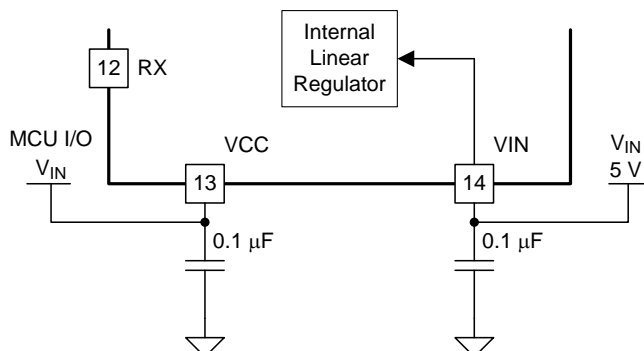 Internal
Linear
Regulator
12 RX
MCU I/O
VIN
VCC
VIN
VIN
5 V
13
14
0.1 μF
0.1 μF